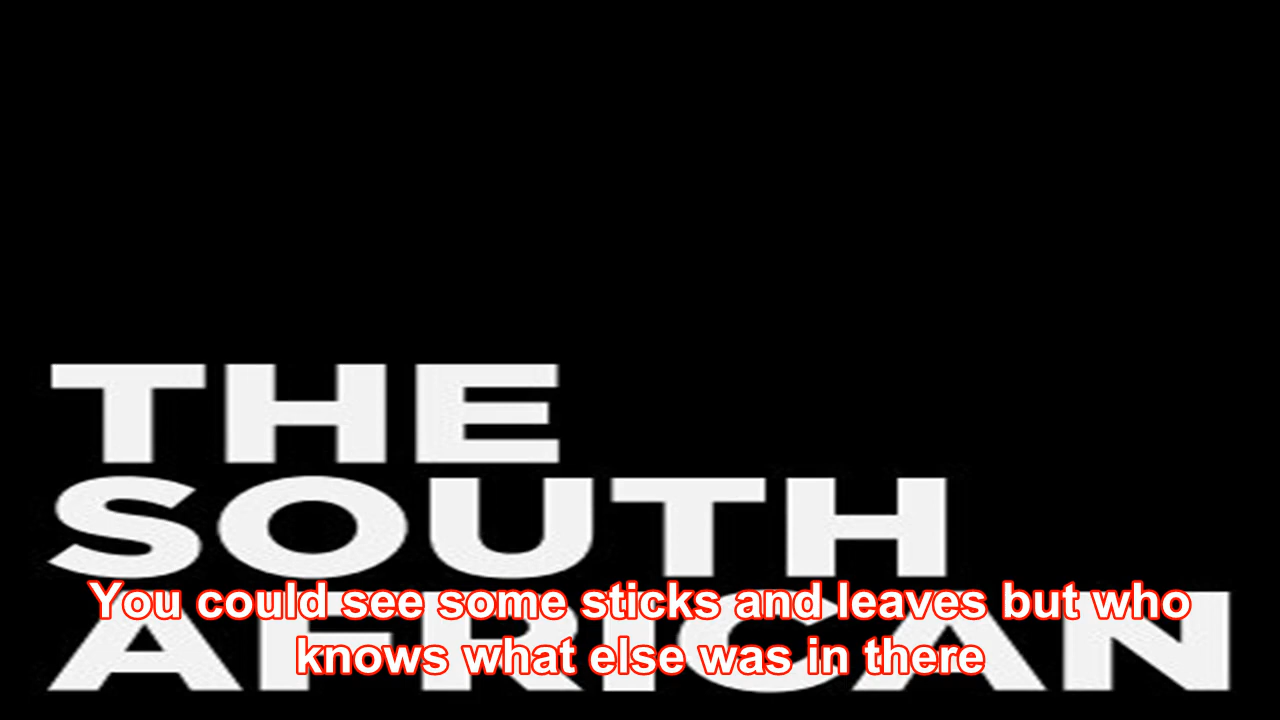 THE
SOUTH
AFRICAN
You could see some sticks and leaves but who
knows what else was in there